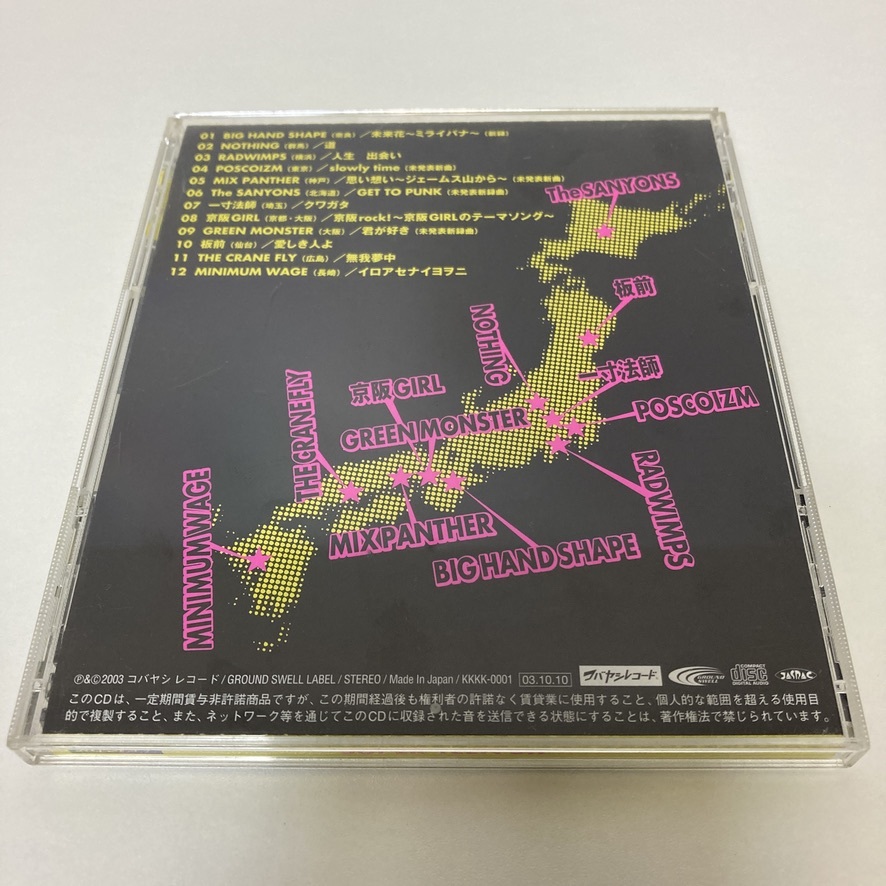 01 BIG HAND SHAPE（奈良）／未来花〜ミライバナ〜（新録）
02 NOTHING（群馬）／道
03 RADWIMPS（横浜）／人生　出会い
04 POSCOIZM（東京）／slowly time（未発表新曲）
05 MIX PANTHER（神戸）／思い想い〜ジェームス山から〜（未発表新曲）
06 The SANYONS（北海道）／GET TO PUNK（未発表新録）
07 一寸法師（埼玉）／クワガタ
08 京阪GIRL（京都・大阪）／京阪rock!〜京阪GIRLのテーマソング〜
09 GREEN MONSTER（大阪）／君が好き（未発表新録曲）
10 板前（仙台）／愛しき人よ
11 THE CRANE FLY（広島）／無我夢中
12 MINIMUM WAGE（長崎）／イロアセナイヨヲニ
The SANYONS
板前
NOTHING
一寸法師
京阪GIRL
POSCOIZM
GREEN MONSTER
THE CRANE FLY
RADWIMPS
MINIMUM WAGE
MIX PANTHER
BIG HAND SHAPE
℗&©2003 コバヤシ レコード / GROUND SWELL LABEL / STEREO / Made In Japan / KKKK-0001 03.10.10 コバヤシレコード GROUND SWELL COMPACT disc DIGITAL AUDIO JASRAC
このCDは、一定期間賃与非許諾商品ですが、この期間経過後も権利者の許諾なく賃貸業に使用すること、個人的な範囲を超える使用目
的で複製すること、また、ネットワーク等を通じてこのCDに収録された音を送信できる状態にすることは、著作権法で禁じられています。